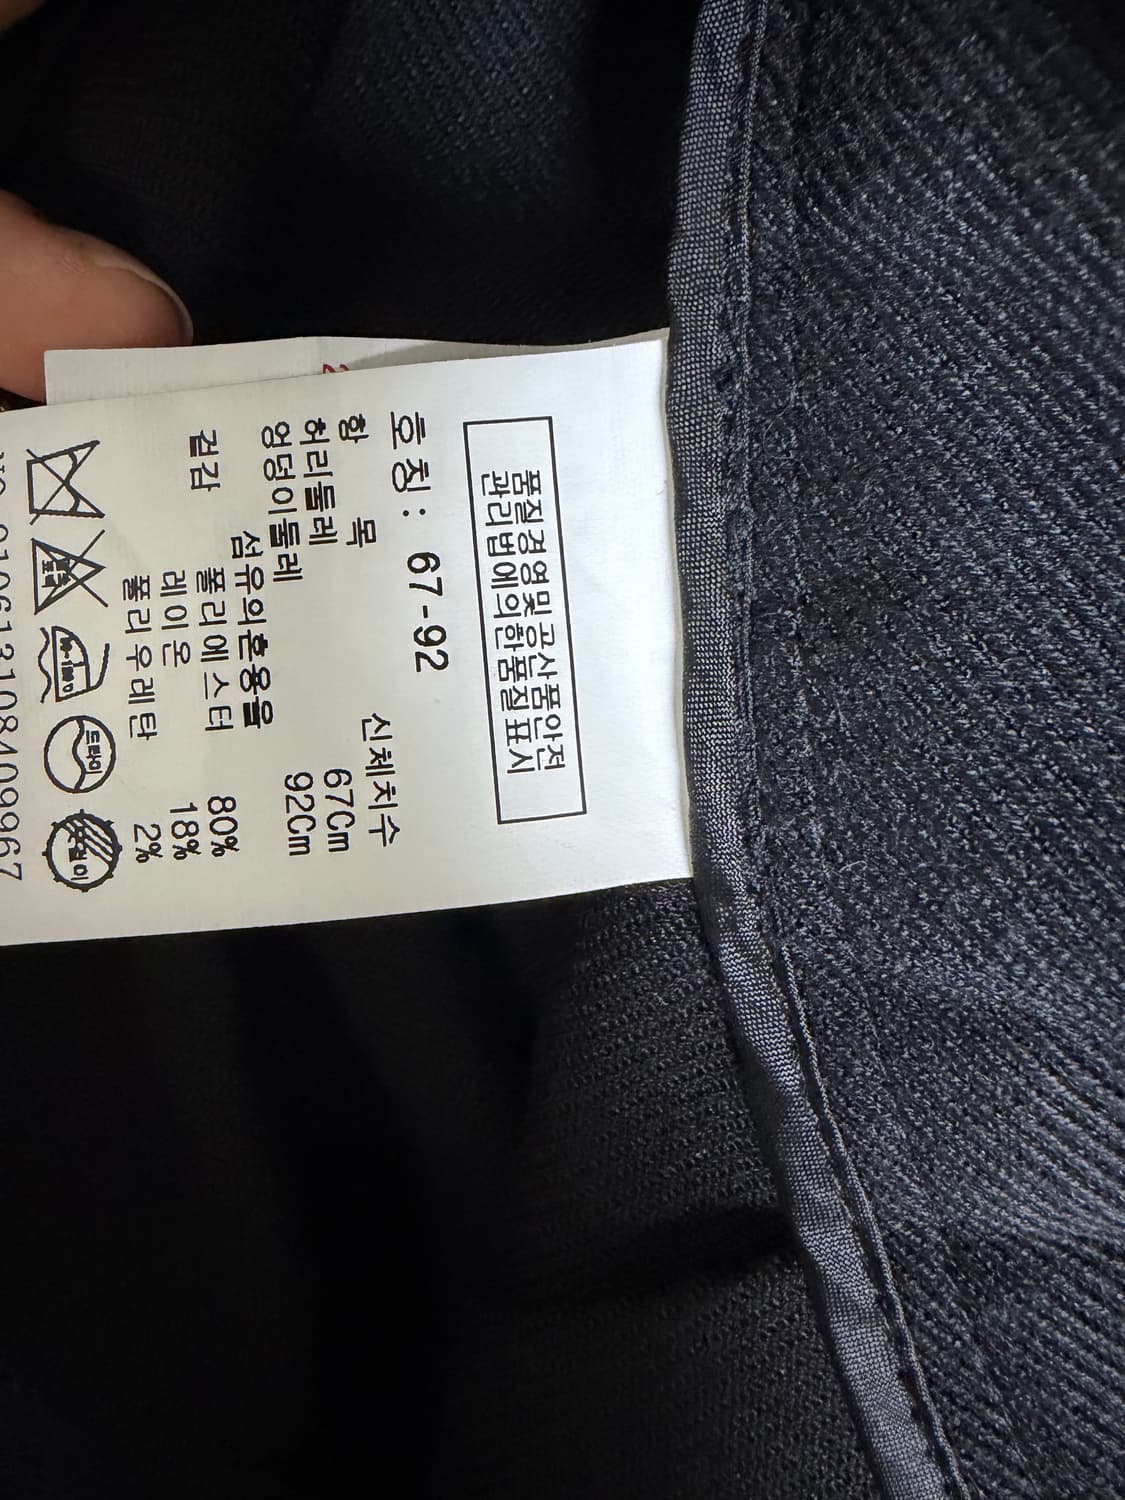 품질경영및공산품안전
관리법에의한품질표시
호칭: 67-92
항 목 신체치수
허리둘레 67Cm
엉덩이둘레 92Cm
섬유의혼용율
겉감 폴리에스터 80%
레이온 18%
폴리우레탄 2%
드라이